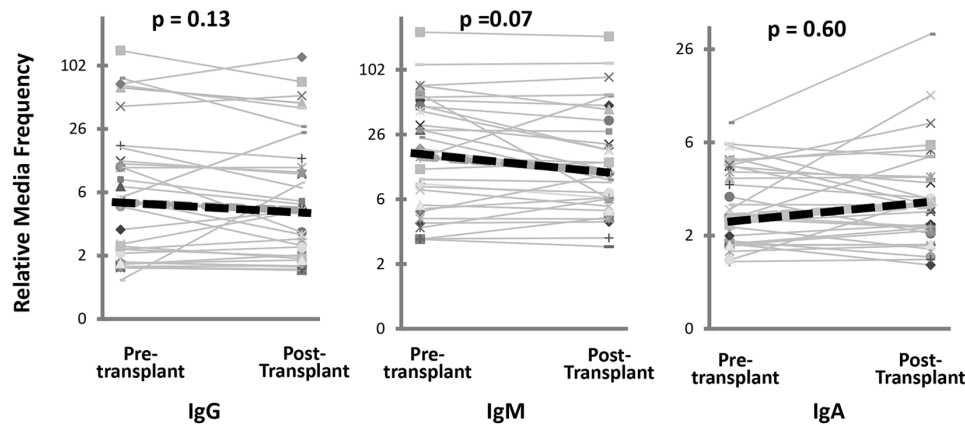 p = 0.13
p =0.07
p = 0.60
Relative Media Frequency
102
26
6
2
0
102
26
6
2
0
26
6
2
0
Pre-
transplant
Post-
Transplant
IgG
Pre-
transplant
Post-
Transplant
IgM
Pre-
transplant
Post-
Transplant
IgA